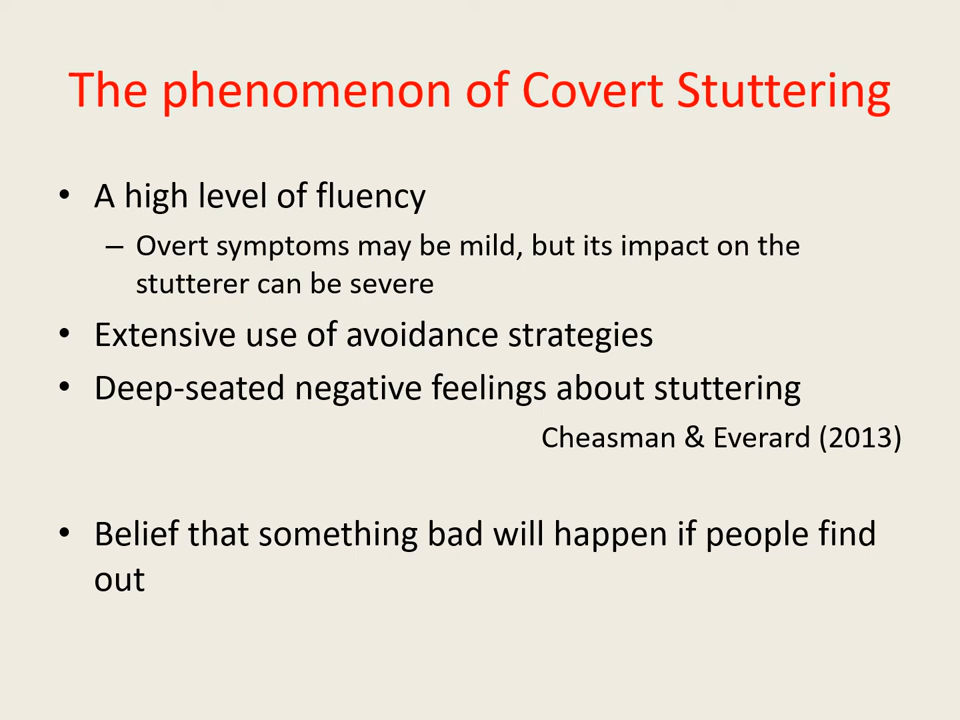 The phenomenon of Covert Stuttering
• A high level of fluency
– Overt symptoms may be mild, but its impact on the
stutterer can be severe
• Extensive use of avoidance strategies
• Deep-seated negative feelings about stuttering
Cheasman & Everard (2013)
• Belief that something bad will happen if people find
out